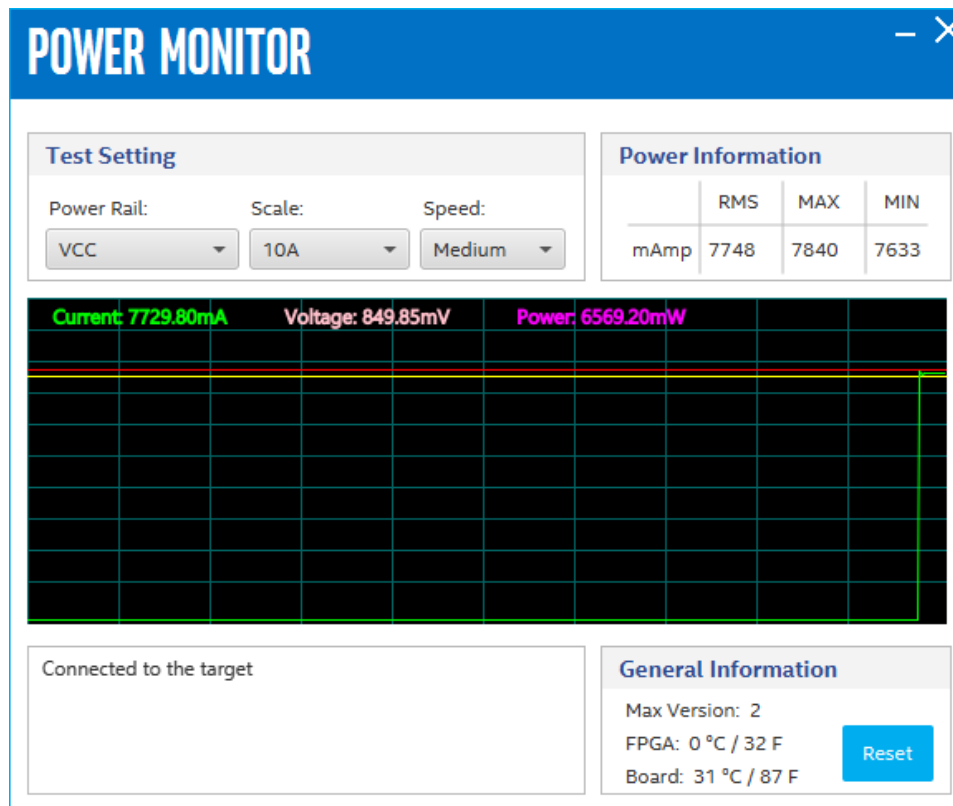 POWER MONITOR
Test Setting
Power Rail: Scale: Speed:
VCC 10A Medium
Power Information
RMS MAX MIN
mAmp 7748 7840 7633
Current: 7729.80mA Voltage: 849.85mV Power: 6569.20mW
Connected to the target
General Information
Max Version: 2
FPGA: 0 °C / 32 F
Board: 31 °C / 87 F
Reset